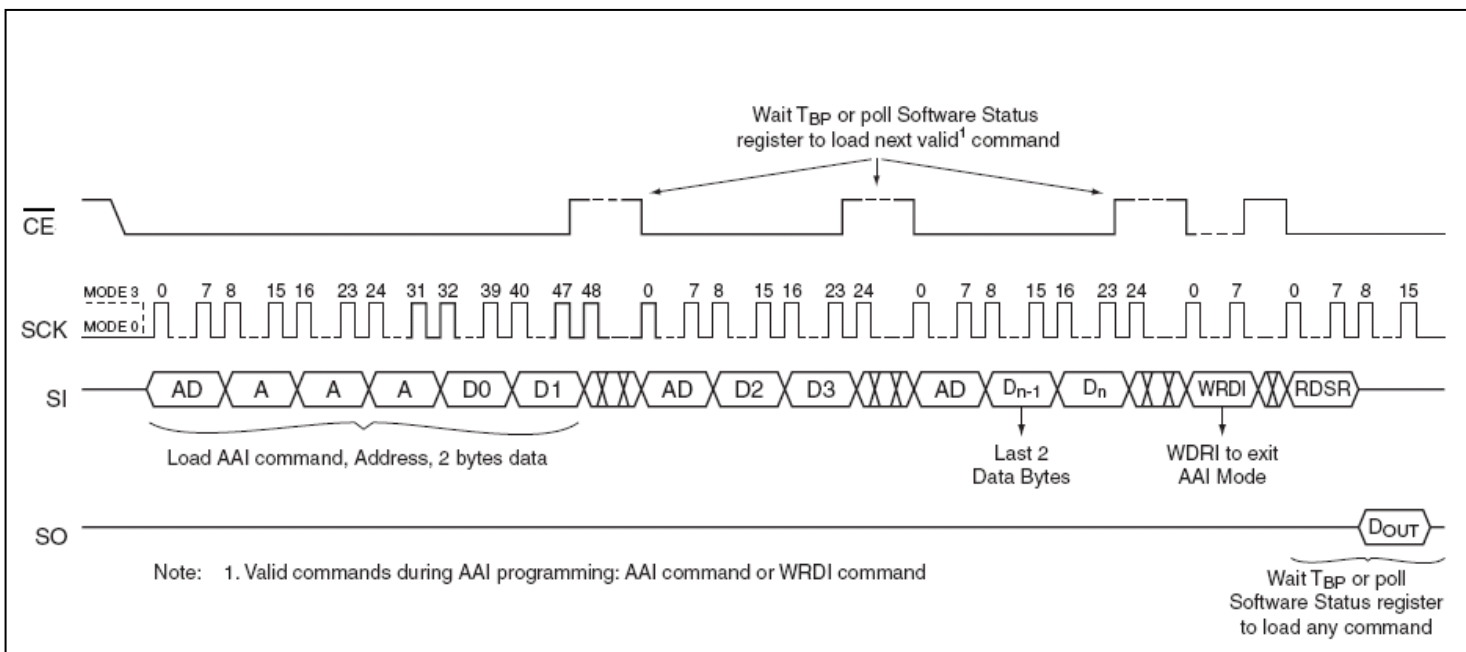 Wait TBP or poll Software Status
register to load next valid1 command
CE
MODE 3 0 7 8 15 16 23 24 31 32 39 40 47 48 0 7 8 15 16 23 24 0 7 8 15 16 23 24 0 7 0 7 8 15
SCK MODE 0
SI AD A A A D0 D1 AD D2 D3 AD Dn-1 Dn WRDI RDSR
Load AAI command, Address, 2 bytes data
Last 2
Data Bytes
WDRI to exit
AAI Mode
SO DOUT
Note: 1. Valid commands during AAI programming: AAI command or WRDI command
Wait TBP or poll
Software Status register
to load any command